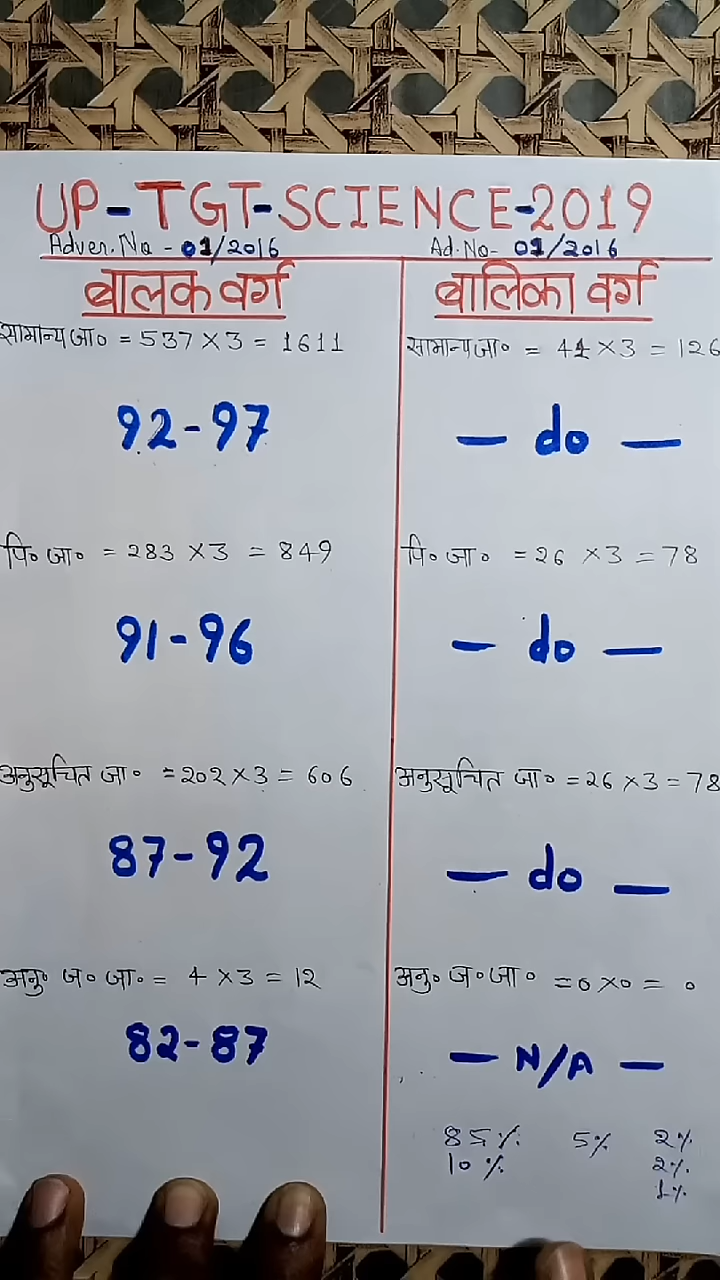 UP-TGT-SCIENCE-2019
Adver. No - 01/2016
Ad. No- 01/2016
बालक वर्ग
सामान्य जा० = 537 × 3 = 1611
92-97
पि० जा० = 283 × 3 = 849
91-96
अनुसूचित जा० = 202 × 3 = 606
87-92
अनु० ज० जा० = 4 × 3 = 12
82-87
बालिका वर्ग
सामान्य जा० = 41 × 3 = 126
— do —
पि० जा० = 26 × 3 = 78
— do —
अनुसूचित जा० = 26 × 3 = 78
— do —
अनु० ज० जा० = 0 × 0 = 0
— N/A —
85% 5% 2%
10% 2%
1%